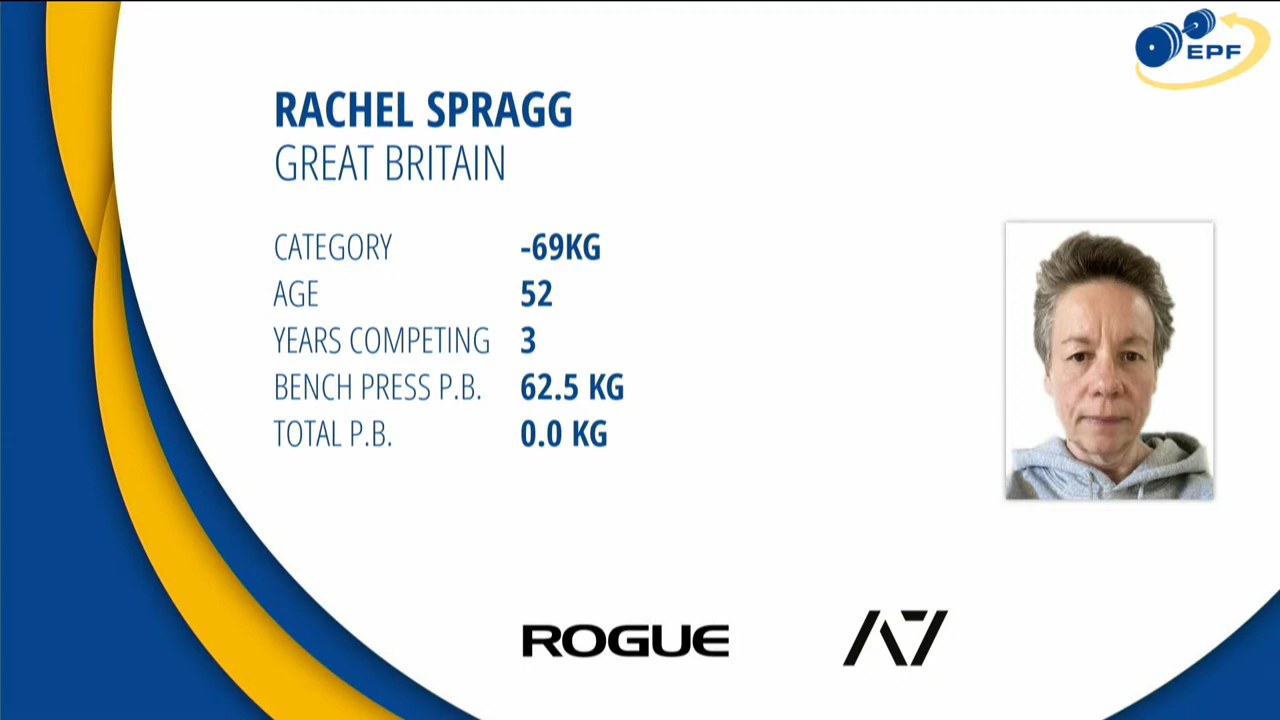 EPF
RACHEL SPRAGG
GREAT BRITAIN
CATEGORY -69KG
AGE 52
YEARS COMPETING 3
BENCH PRESS P.B. 62.5 KG
TOTAL P.B. 0.0 KG
ROGUE A7